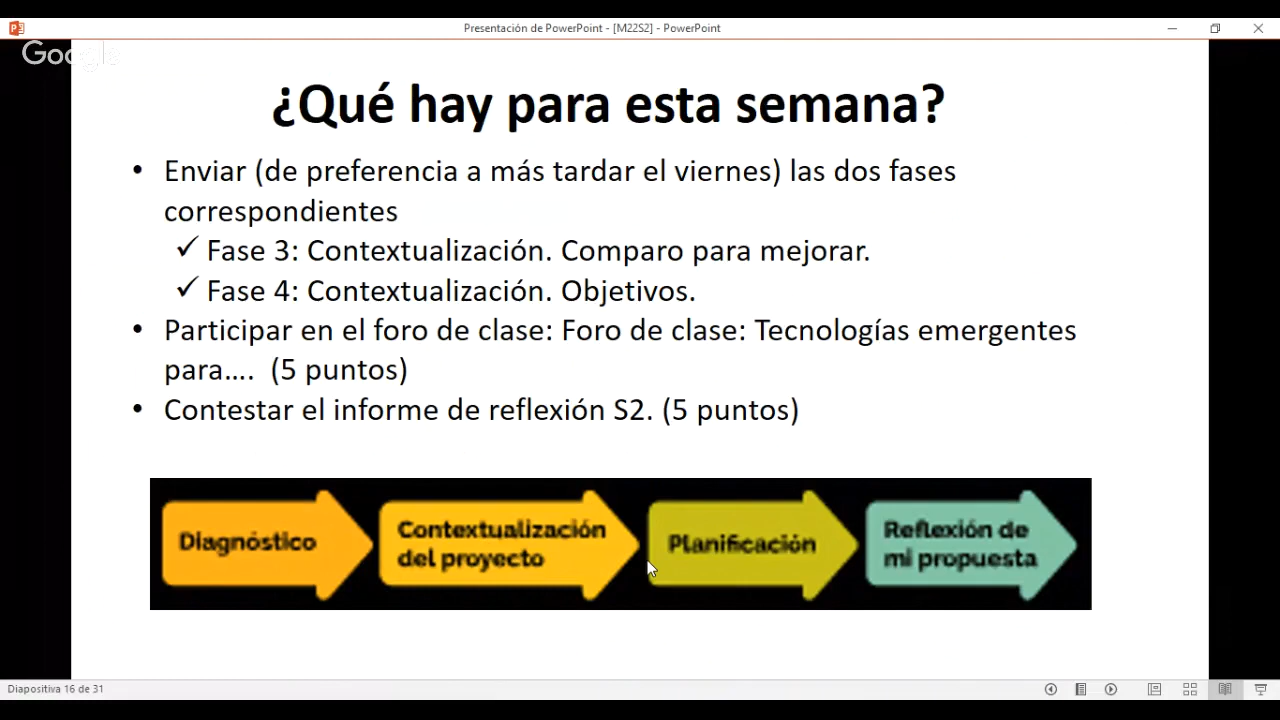 Presentación de PowerPoint - [M22S2] - PowerPoint
Google
¿Qué hay para esta semana?
• Enviar (de preferencia a más tardar el viernes) las dos fases
correspondientes
✓ Fase 3: Contextualización. Comparo para mejorar.
✓ Fase 4: Contextualización. Objetivos.
• Participar en el foro de clase: Foro de clase: Tecnologías emergentes
para…. (5 puntos)
• Contestar el informe de reflexión S2. (5 puntos)
Diagnóstico
Contextualización
del proyecto
Planificación
Reflexión de
mi propuesta
Diapositiva 16 de 31